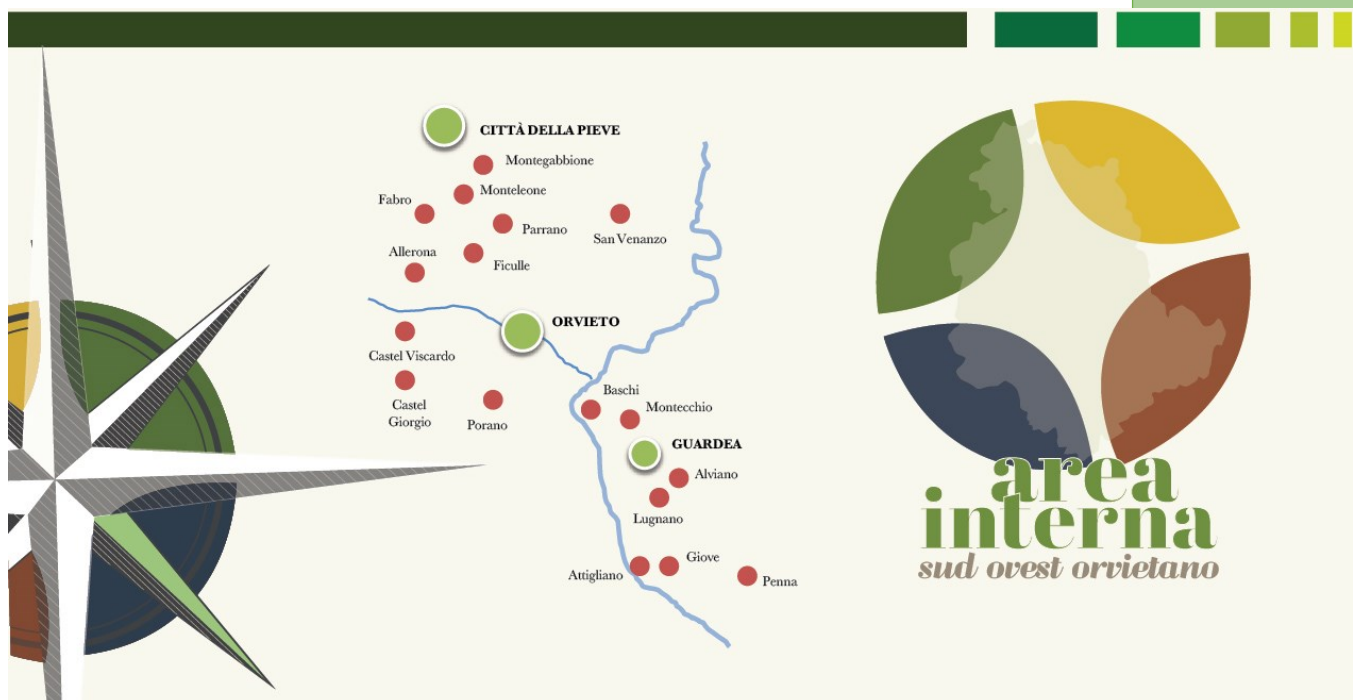 CITTÀ DELLA PIEVE
Montegabbione
Monteleone
Fabro
Parrano
San Venanzo
Allerona
Ficulle
ORVIETO
Castel Viscardo
Baschi
Montecchio
Castel
Giorgio
Porano
GUARDEA
Alviano
Lugnano
Giove
Attigliano
Penna
area
interna
sud ovest orvietano